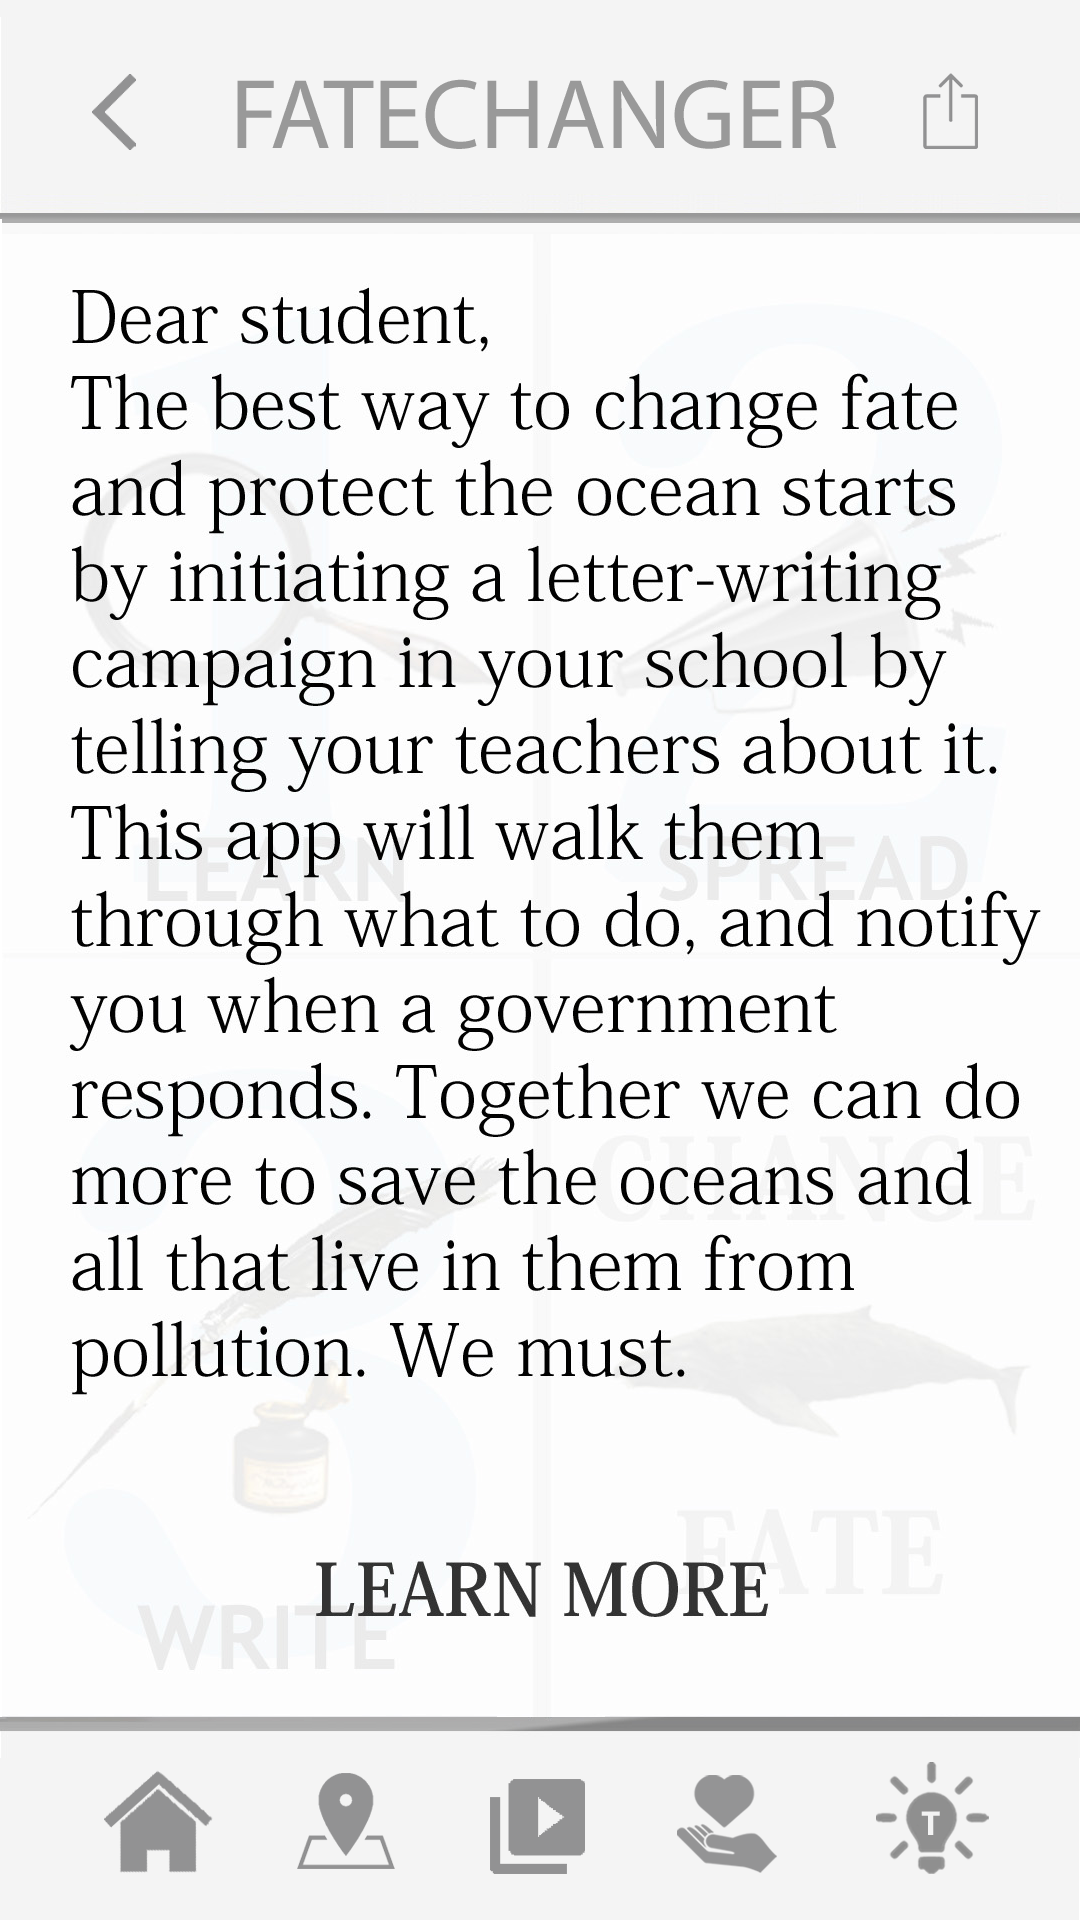 FATECHANGER
Dear student,
The best way to change fate
and protect the ocean starts
by initiating a letter-writing
campaign in your school by
telling your teachers about it.
This app will walk them
LEARN
SPREAD
through what to do, and notify
you when a government
responds. Together we can do
CHANGE
more to save the oceans and
all that live in them from
pollution. We must.
FATE
LEARN MORE
WRITE
T